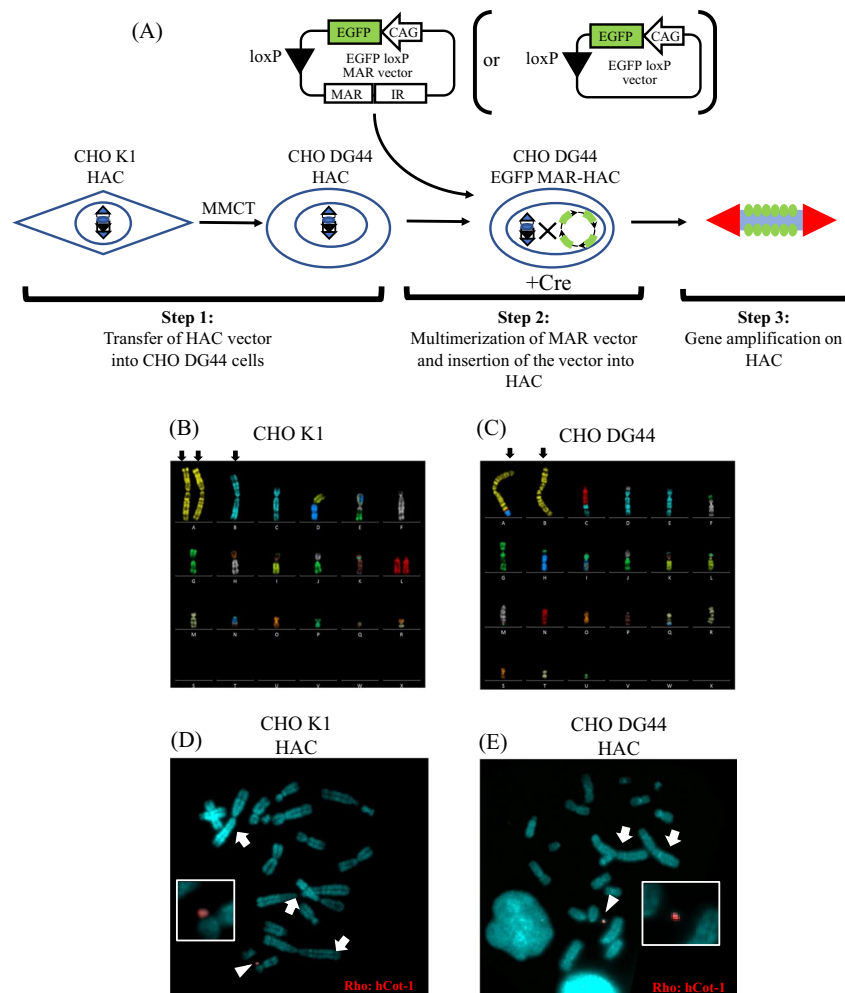 (A)
EGFP
CAG
loxP
EGFP loxP
MAR vector
MAR
IR
or
EGFP
CAG
loxP
EGFP loxP
vector
CHO K1
HAC
MMCT
CHO DG44
HAC
CHO DG44
EGFP MAR-HAC
+Cre
Step 1:
Transfer of HAC vector
into CHO DG44 cells
Step 2:
Multimerization of MAR vector
and insertion of the vector into
HAC
Step 3:
Gene amplification on
HAC
(B)
CHO K1
A B C D E F
G H I J K L
M N O P Q R
S T U V W X
(C)
CHO DG44
A B C D E F
G H I J K L
M N O P Q R
S T U V W X
(D)
CHO K1
HAC
Rho: hCot-1
(E)
CHO DG44
HAC
Rho: hCot-1